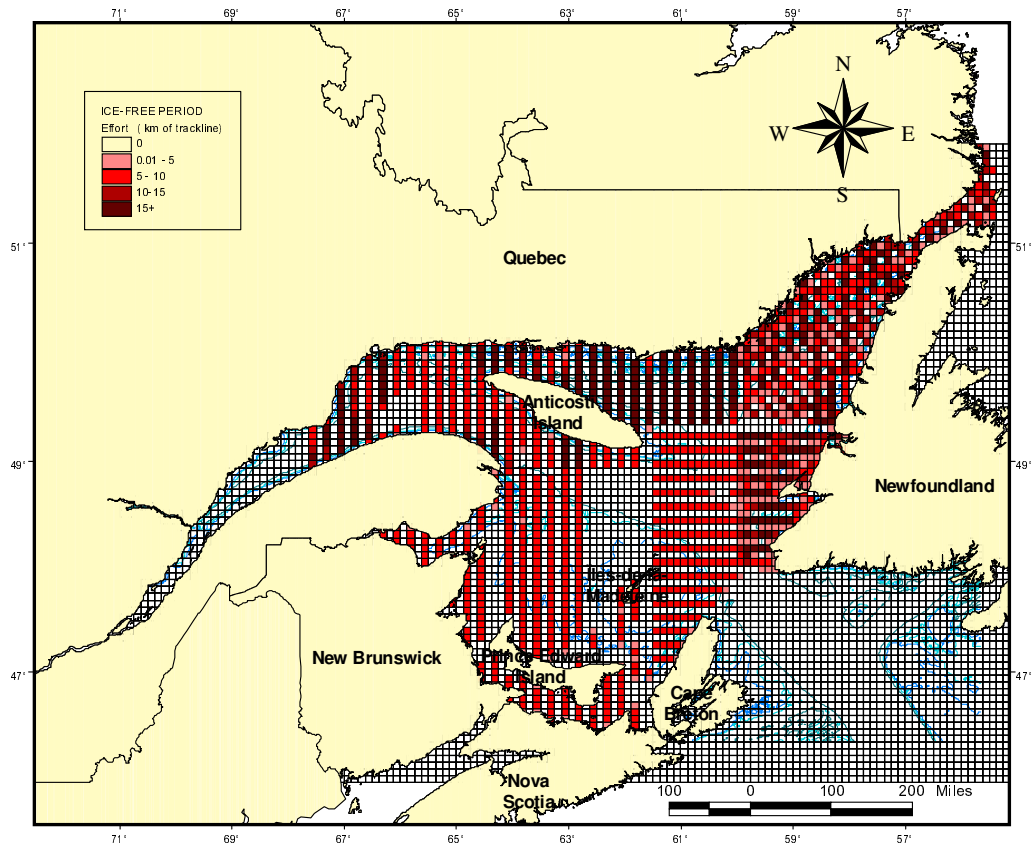 71° 69° 67° 65° 63° 61° 59° 57°
N
W E
S
ICE-FREE PERIOD
Effort ( km of trackline)
0
0.01 - 5
5 - 10
10-15
15+
51° 51°
Quebec
Anticosti
Island
49° 49°
Newfoundland
Iles-de-la-
Madeleine
New Brunswick
Prince Edward
Island
47° 47°
Cape
Breton
Nova
Scotia
100 0 100 200 Miles
71° 69° 67° 65° 63° 61° 59° 57°